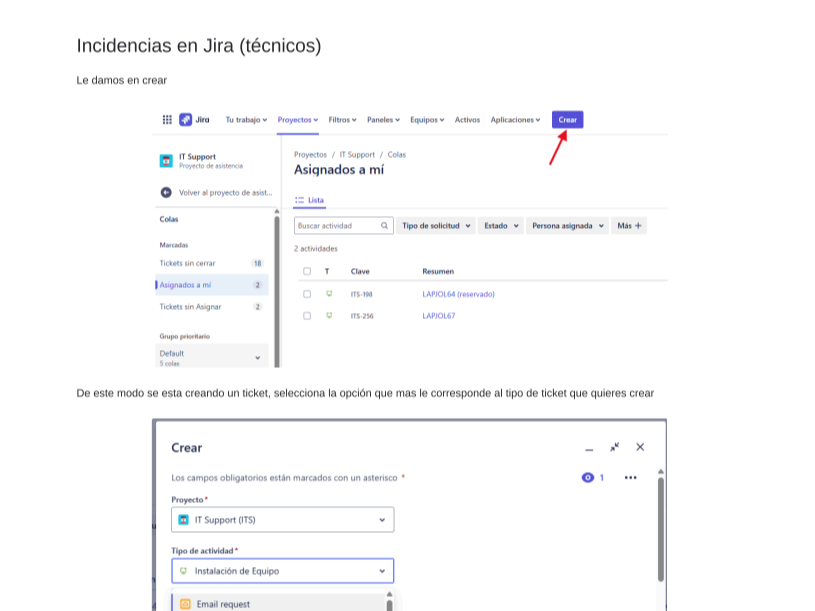 Incidencias en Jira (técnicos)
Le damos en crear
Jira Tu trabajo Proyectos Filtros Paneles Equipos Activos Aplicaciones Crear
IT Support
Proyecto de asistencia
Volver al proyecto de asist...
Colas
Marcadas
Tickets sin cerrar 18
Asignados a mí 2
Tickets sin Asignar 2
Grupo prioritario
Default
5 colas
Proyectos / IT Support / Colas
Asignados a mí
Lista
Buscar actividad Tipo de solicitud Estado Persona asignada Más +
2 actividades
T Clave Resumen
ITS-198 LAPIOL64 (reservado)
ITS-256 LAPIOL67
De este modo se esta creando un ticket, selecciona la opción que mas le corresponde al tipo de ticket que quieres crear
Crear
Los campos obligatorios están marcados con un asterisco * 1
Proyecto*
IT Support (ITS)
Tipo de actividad*
Instalación de Equipo
Email request